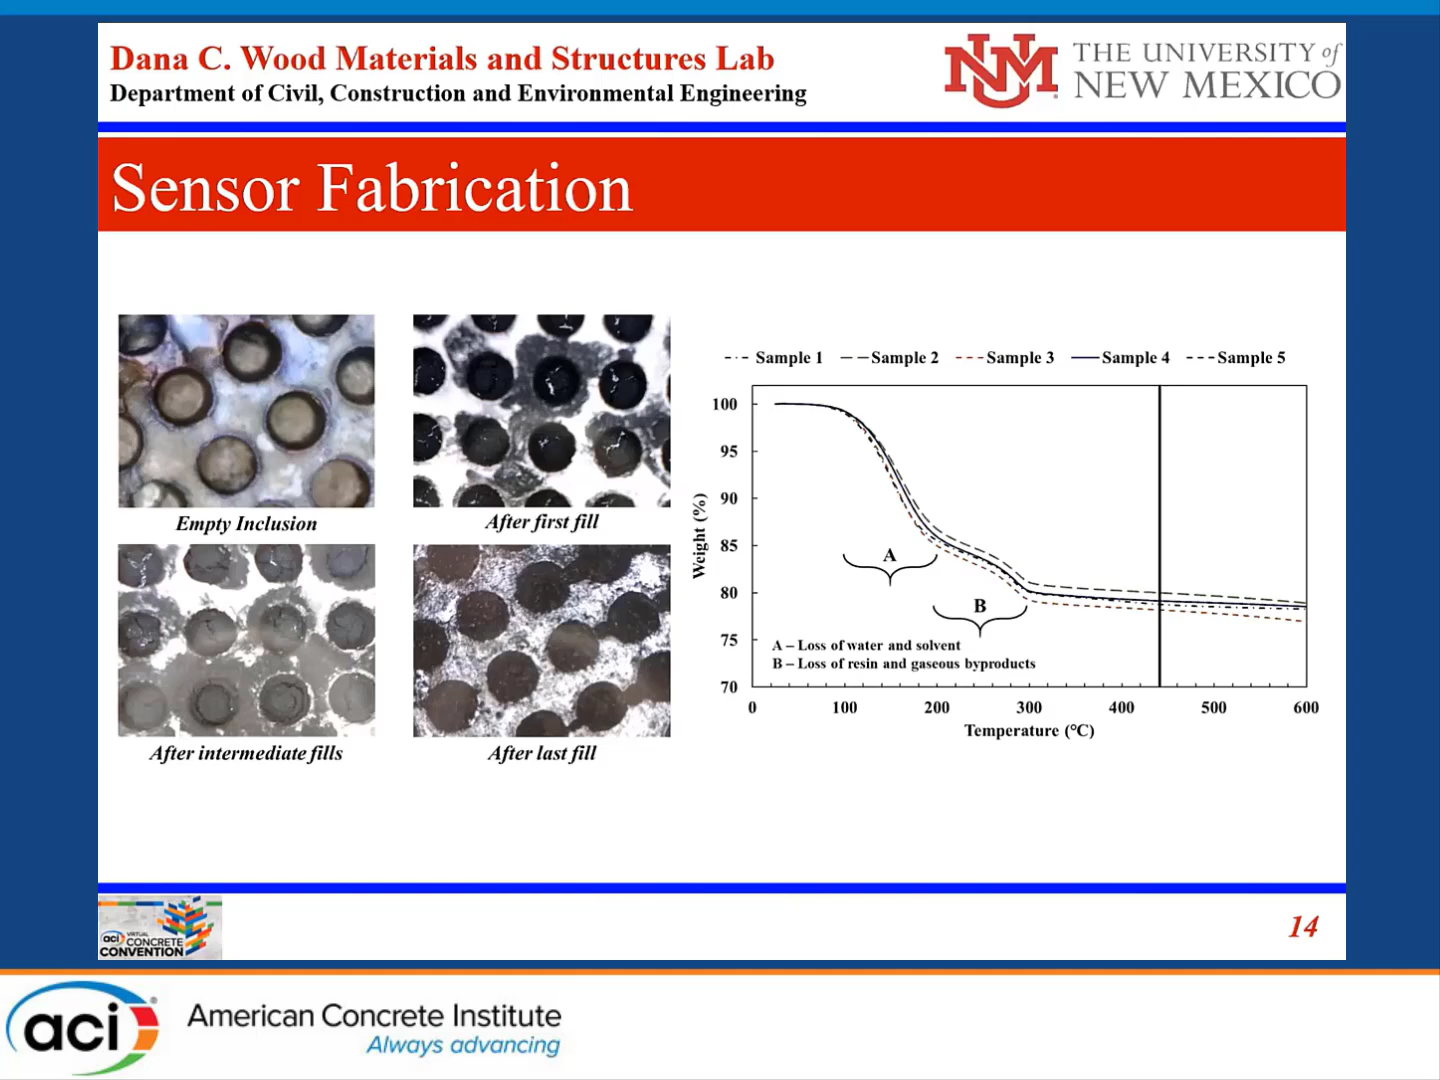 Dana C. Wood Materials and Structures Lab
Department of Civil, Construction and Environmental Engineering
UNM
THE UNIVERSITY of
NEW MEXICO
Sensor Fabrication
Empty Inclusion
After first fill
After intermediate fills
After last fill
Sample 1 Sample 2 Sample 3 Sample 4 Sample 5
100
95
90
85
80
75
70
Weight (%)
A
B
A – Loss of water and solvent
B – Loss of resin and gaseous byproducts
0 100 200 300 400 500 600
Temperature (°C)
aci VIRTUAL
CONCRETE
CONVENTION
14
aci®
American Concrete Institute
Always advancing